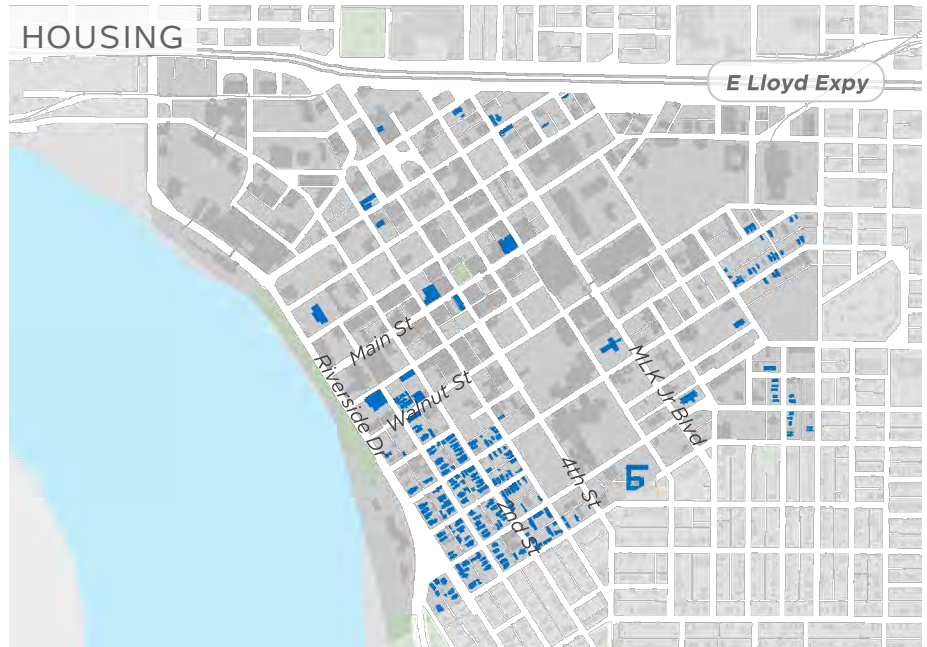 HOUSING
E Lloyd Expy
Main St
Riverside Dr
Walnut St
MLK Jr Blvd
4th St
2nd St